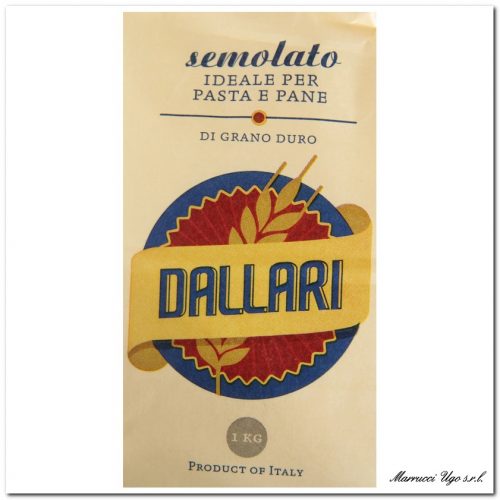 semolato
IDEALE PER
PASTA E PANE
DI GRANO DURO
DALLARI
1 KG
PRODUCT OF ITALY
Marrucci Ugo s.r.l.